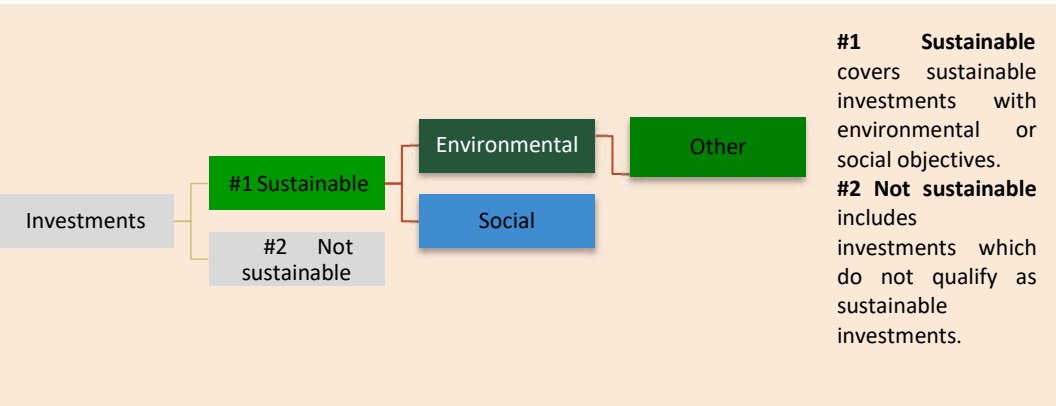 Investments
#1 Sustainable
#2 Not
sustainable
Environmental
Social
Other
#1 Sustainable
covers sustainable
investments with
environmental or
social objectives.
#2 Not sustainable
includes
investments which
do not qualify as
sustainable
investments.